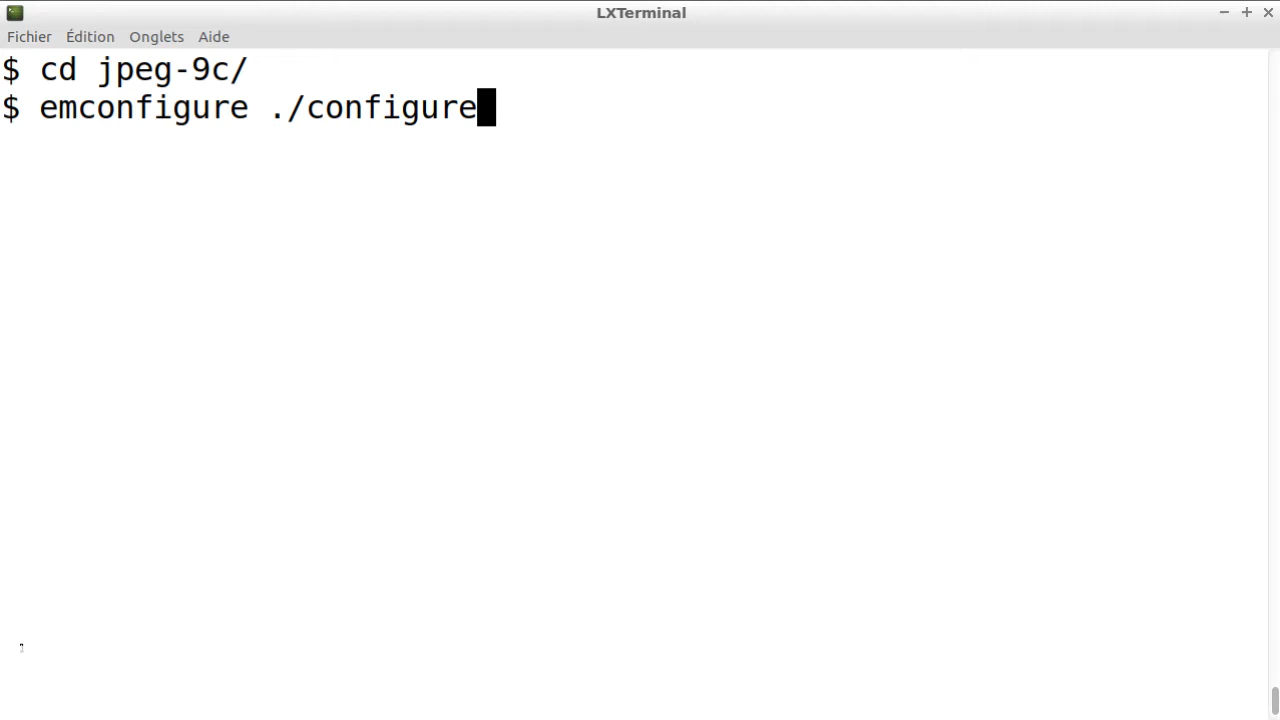 LXTerminal
Fichier Édition Onglets Aide
$ cd jpeg-9c/
$ emconfigure ./configure